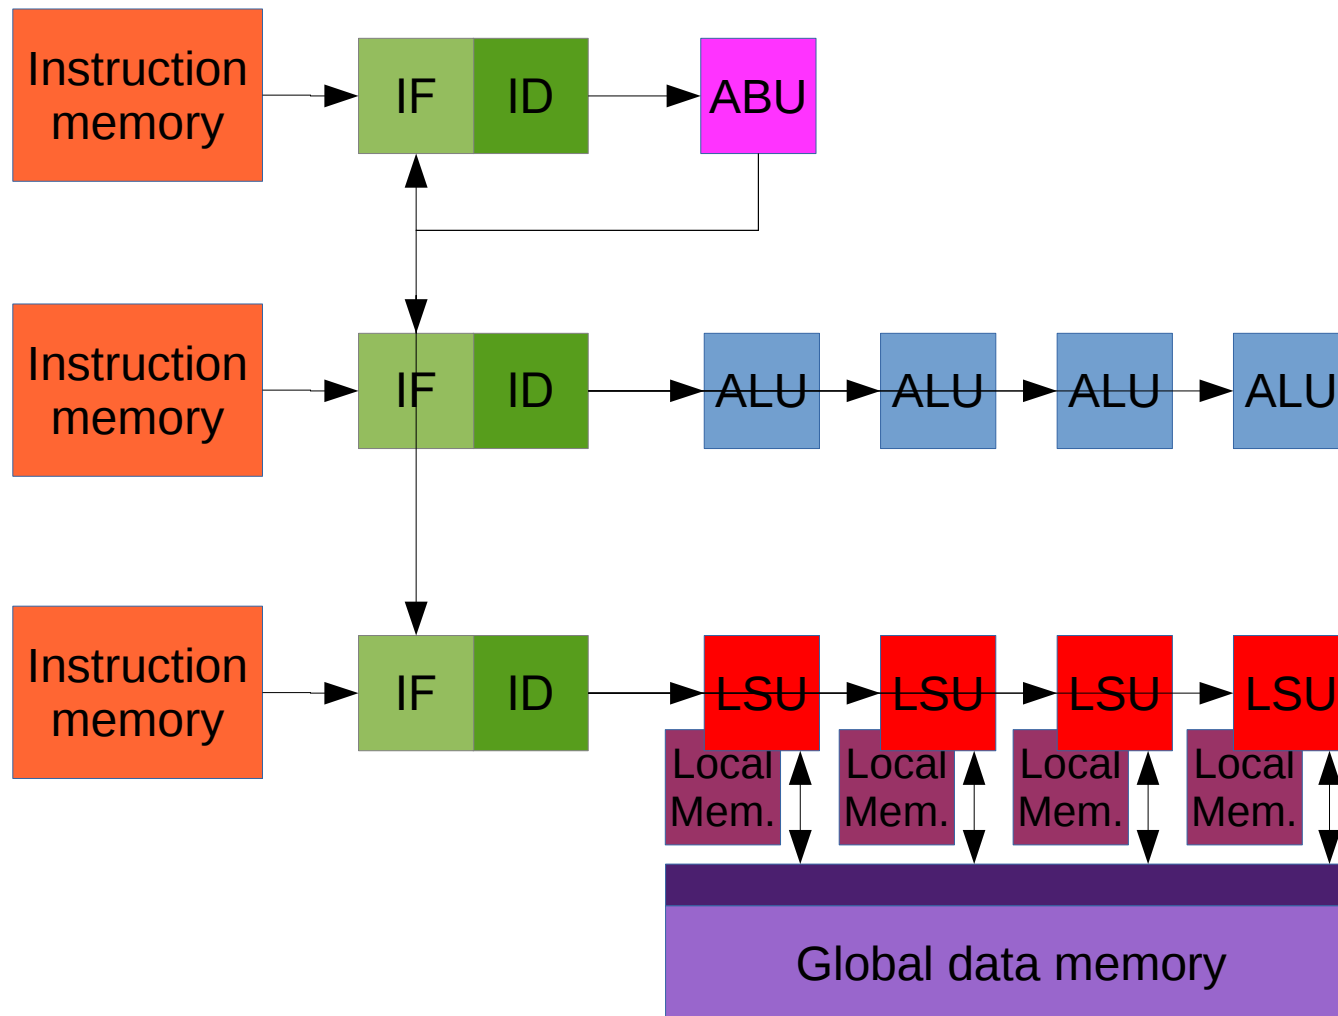 Instruction
memory
IF
ID
ABU
Instruction
memory
IF
ID
ALU
ALU
ALU
ALU
Instruction
memory
IF
ID
LSU
LSU
LSU
LSU
Local
Mem.
Local
Mem.
Local
Mem.
Local
Mem.
Global data memory